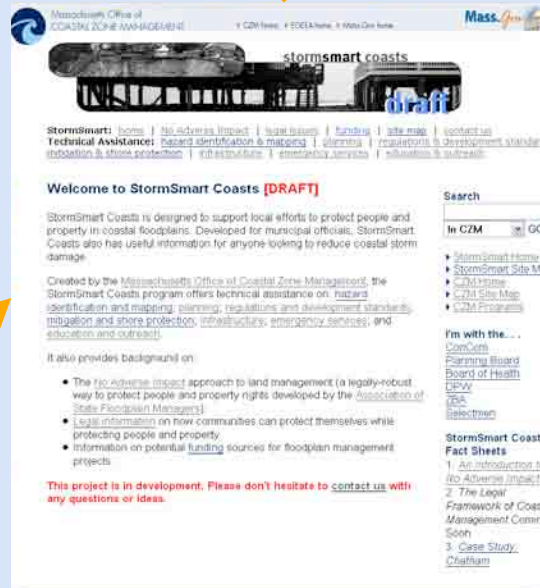 Massachusetts Office of
COASTAL ZONE MANAGEMENT
CZM home EOEEA home Mass.Gov home
Mass.Gov
stormsmart coasts
draft
StormSmart: home | No Adverse Impact | legal issues | funding | site map | contact us
Technical Assistance: hazard identification & mapping | planning | regulations & development standar
mitigation & shore protection | infrastructure | emergency services | education & outreach
Welcome to StormSmart Coasts [DRAFT]
StormSmart Coasts is designed to support local efforts to protect people and
property in coastal floodplains. Developed for municipal officials, StormSmart
Coasts also has useful information for anyone looking to reduce coastal storm
damage.
Created by the Massachusetts Office of Coastal Zone Management, the
StormSmart Coasts program offers technical assistance on: hazard
identification and mapping; planning; regulations and development standards;
mitigation and shore protection; infrastructure; emergency services; and
education and outreach.
It also provides background on:
The No Adverse Impact approach to land management (a legally-robust
way to protect people and property rights developed by the Association of
State Floodplain Managers)
Legal information on how communities can protect themselves while
protecting people and property
Information on potential funding sources for floodplain management
projects
This project is in development. Please don't hesitate to contact us with
any questions or ideas.
Search
In CZM GO
StormSmart Home
StormSmart Site M
CZM Home
CZM Site Map
CZM Programs
I'm with the. . .
ComCom
Planning Board
Board of Health
DPW
ZBA
Selectmen
StormSmart Coast
Fact Sheets
1. An Introduction t
No Adverse Impact
2. The Legal
Framework of Coas
Management Comi
Soon
3. Case Study:
Chatham